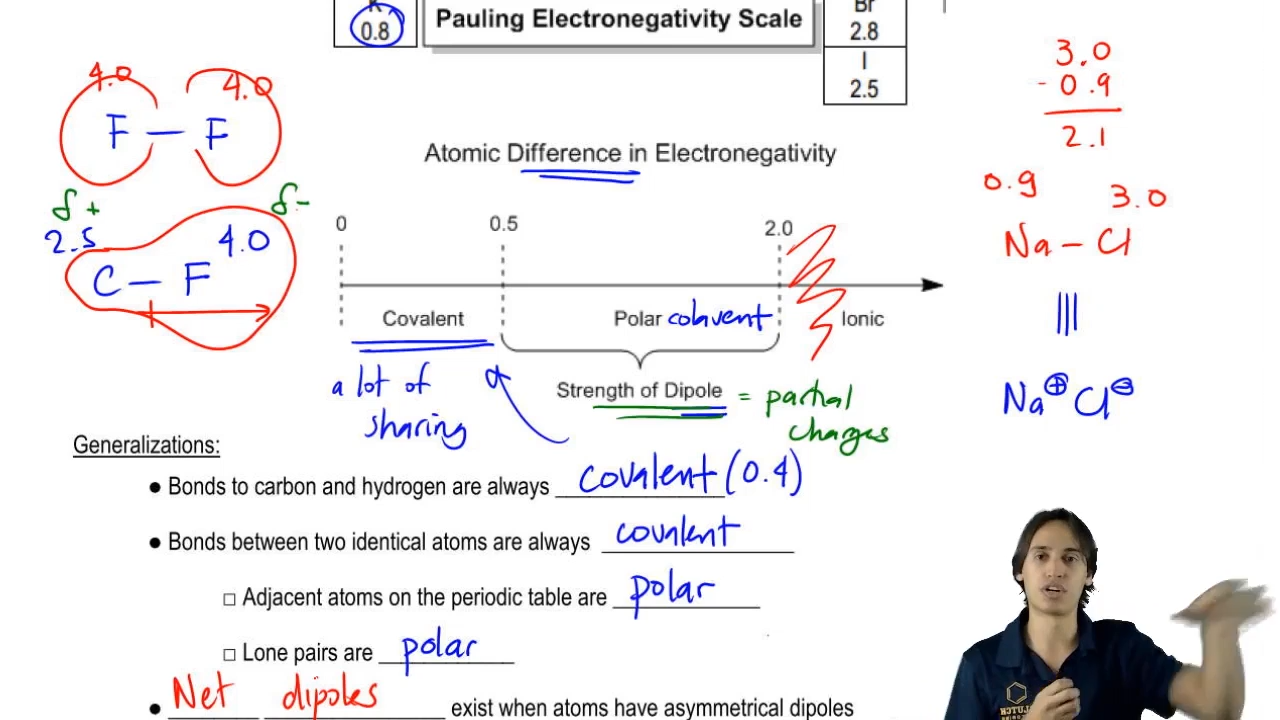 K
0.8
Pauling Electronegativity Scale
Br
2.8
I
2.5
3.0
- 0.9
2.1
4.0 4.0
F — F
δ+ δ-
2.5 4.0
C — F
Atomic Difference in Electronegativity
0 0.5 2.0
Covalent Polar colavent Ionic
a lot of
sharing
Strength of Dipole = partial
charges
0.9 3.0
Na — Cl
Na⊕ Cl⊖
Generalizations:
● Bonds to carbon and hydrogen are always covalent (0.4)
● Bonds between two identical atoms are always covalent
□ Adjacent atoms on the periodic table are polar
□ Lone pairs are polar
● Net dipoles exist when atoms have asymmetrical dipoles